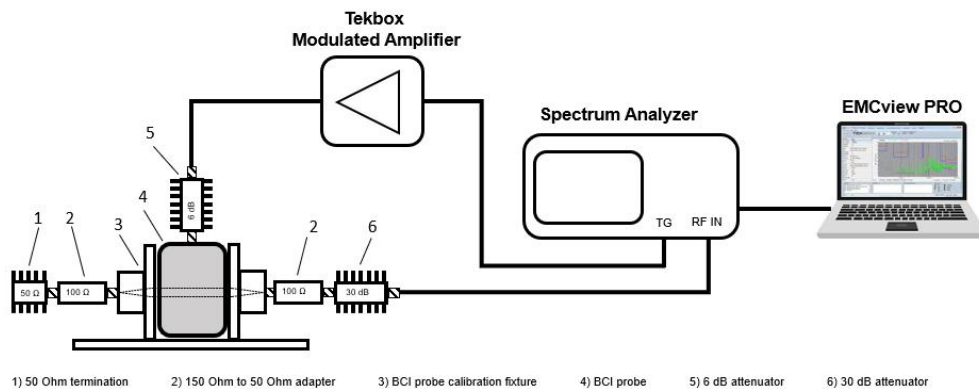 Tekbox
Modulated Amplifier
Spectrum Analyzer
EMCview PRO
5
4
6 dB
TG RF IN
1
2
3
2
6
50 Ω
100 Ω
100 Ω
30 dB
1) 50 Ohm termination 2) 150 Ohm to 50 Ohm adapter 3) BCI probe calibration fixture 4) BCI probe 5) 6 dB attenuator 6) 30 dB attenuator